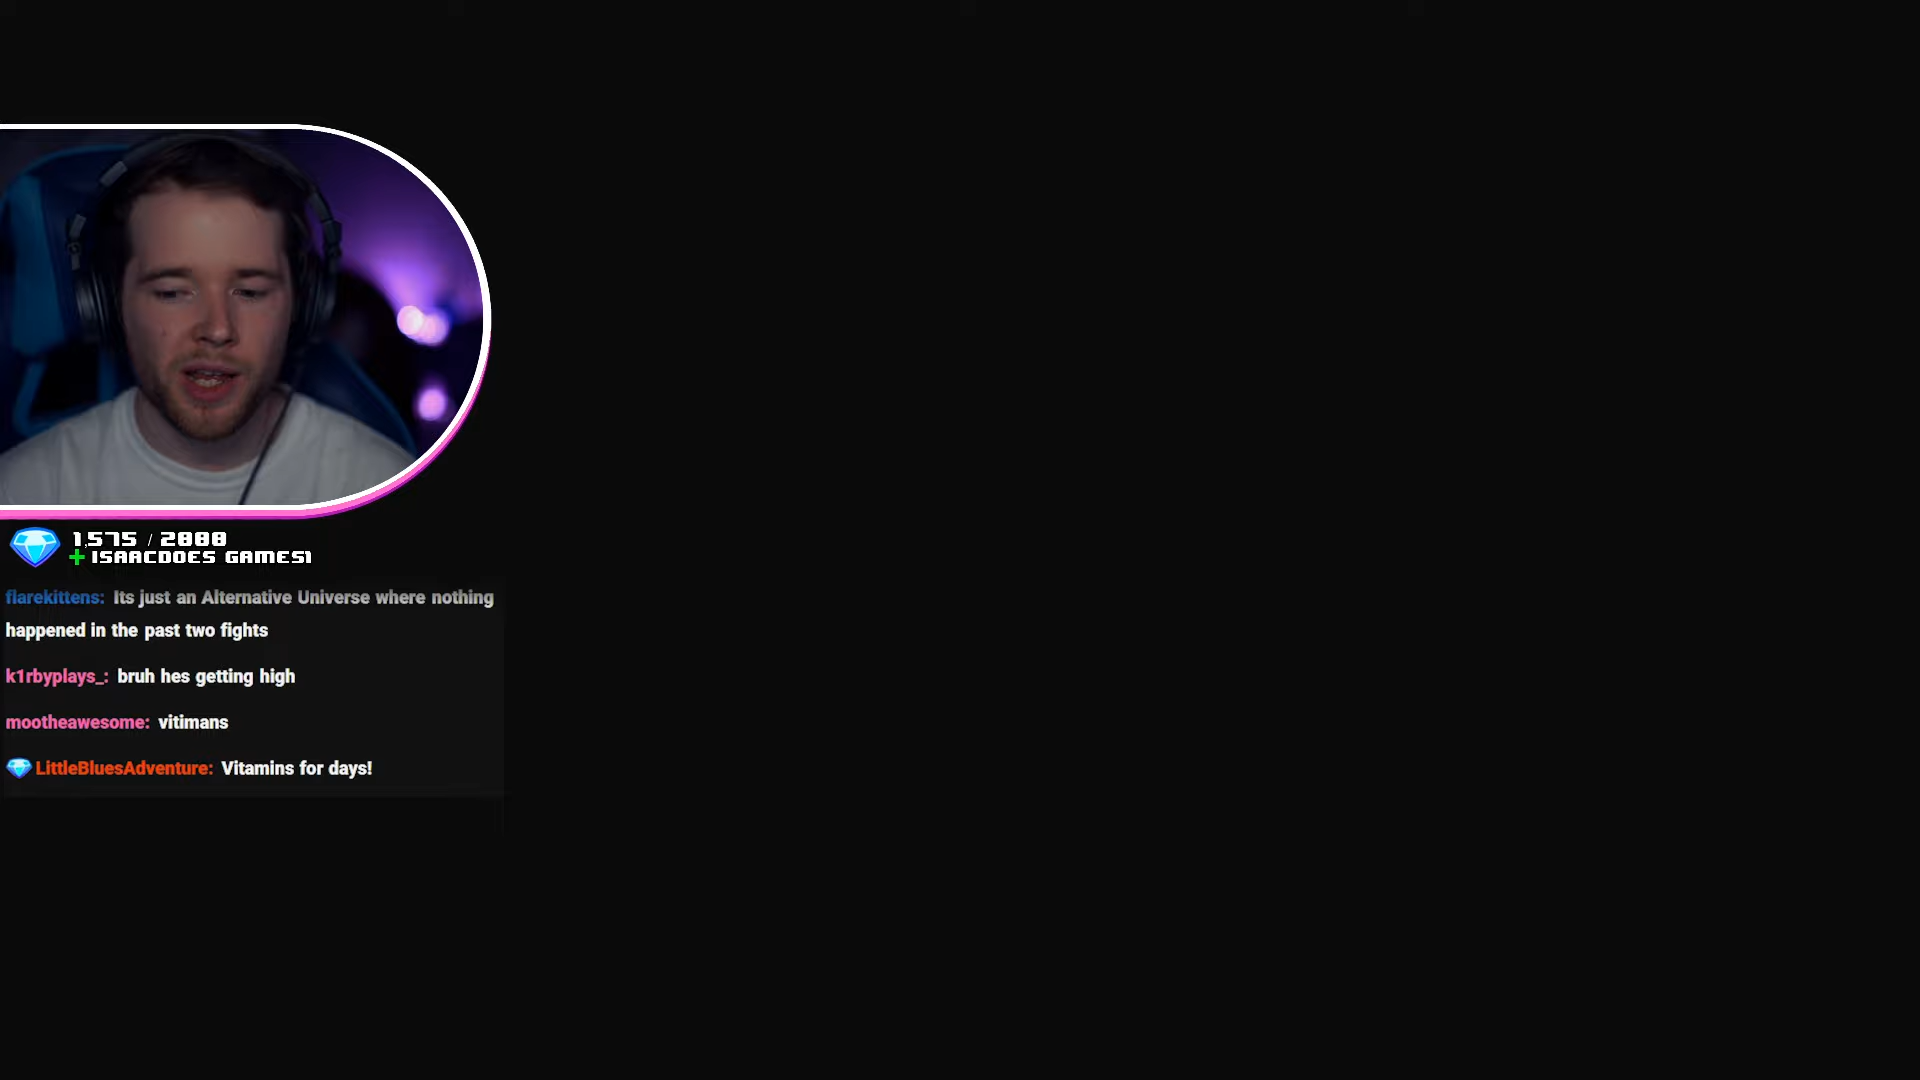 1,575 / 2000
+ ISAACDOES GAMES1
flarekittens: Its just an Alternative Universe where nothing
happened in the past two fights
k1rbyplays_: bruh hes getting high
mootheawesome: vitimans
LittleBluesAdventure: Vitamins for days!